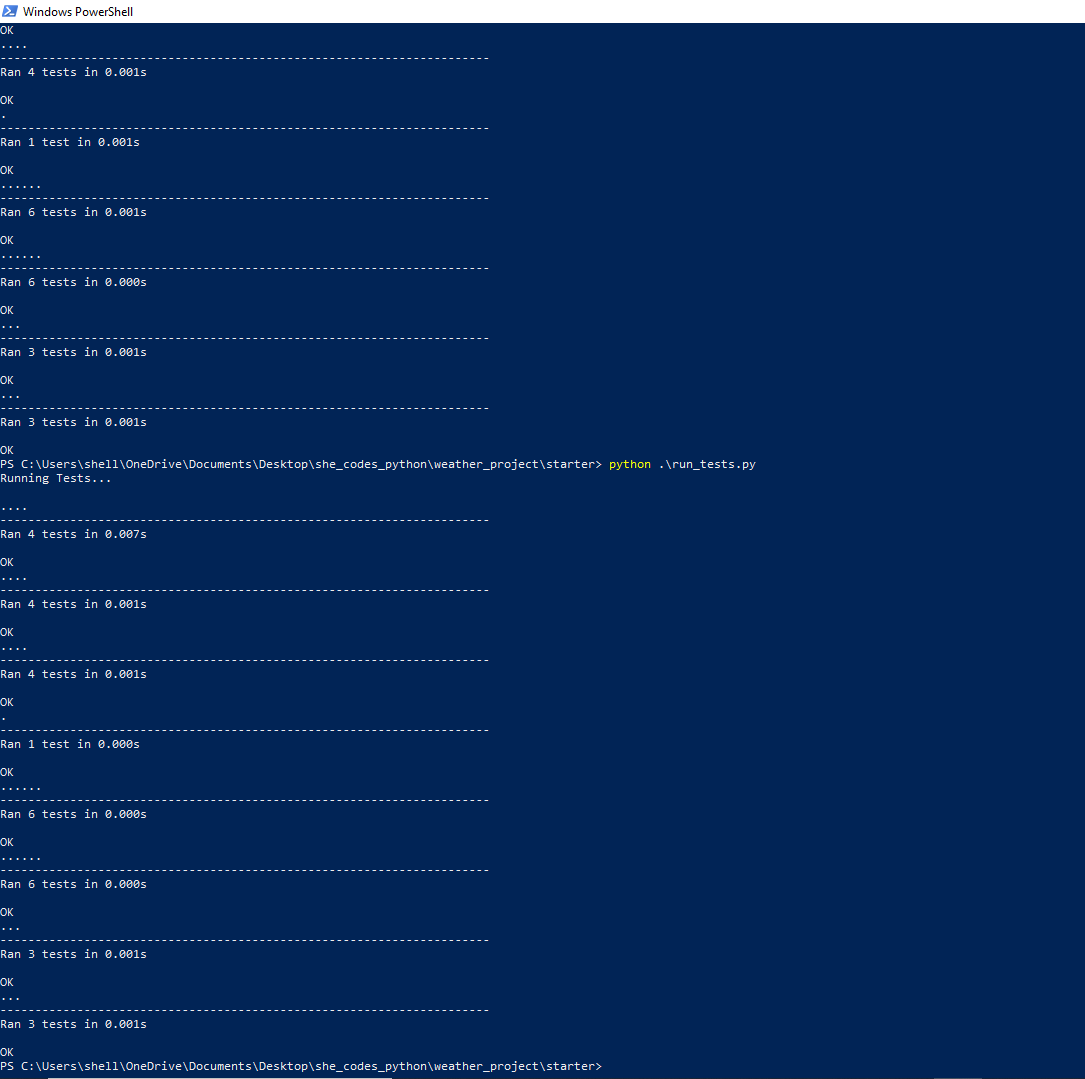 Windows PowerShell
OK
....
----------------------------------------------------------------------
Ran 4 tests in 0.001s
OK
.
----------------------------------------------------------------------
Ran 1 test in 0.001s
OK
......
----------------------------------------------------------------------
Ran 6 tests in 0.001s
OK
......
----------------------------------------------------------------------
Ran 6 tests in 0.000s
OK
...
----------------------------------------------------------------------
Ran 3 tests in 0.001s
OK
...
----------------------------------------------------------------------
Ran 3 tests in 0.001s
OK
PS C:\Users\shell\OneDrive\Documents\Desktop\she_codes_python\weather_project\starter> python .\run_tests.py
Running Tests...
....
----------------------------------------------------------------------
Ran 4 tests in 0.007s
OK
....
----------------------------------------------------------------------
Ran 4 tests in 0.001s
OK
....
----------------------------------------------------------------------
Ran 4 tests in 0.001s
OK
.
----------------------------------------------------------------------
Ran 1 test in 0.000s
OK
......
----------------------------------------------------------------------
Ran 6 tests in 0.000s
OK
......
----------------------------------------------------------------------
Ran 6 tests in 0.000s
OK
...
----------------------------------------------------------------------
Ran 3 tests in 0.001s
OK
...
----------------------------------------------------------------------
Ran 3 tests in 0.001s
OK
PS C:\Users\shell\OneDrive\Documents\Desktop\she_codes_python\weather_project\starter>